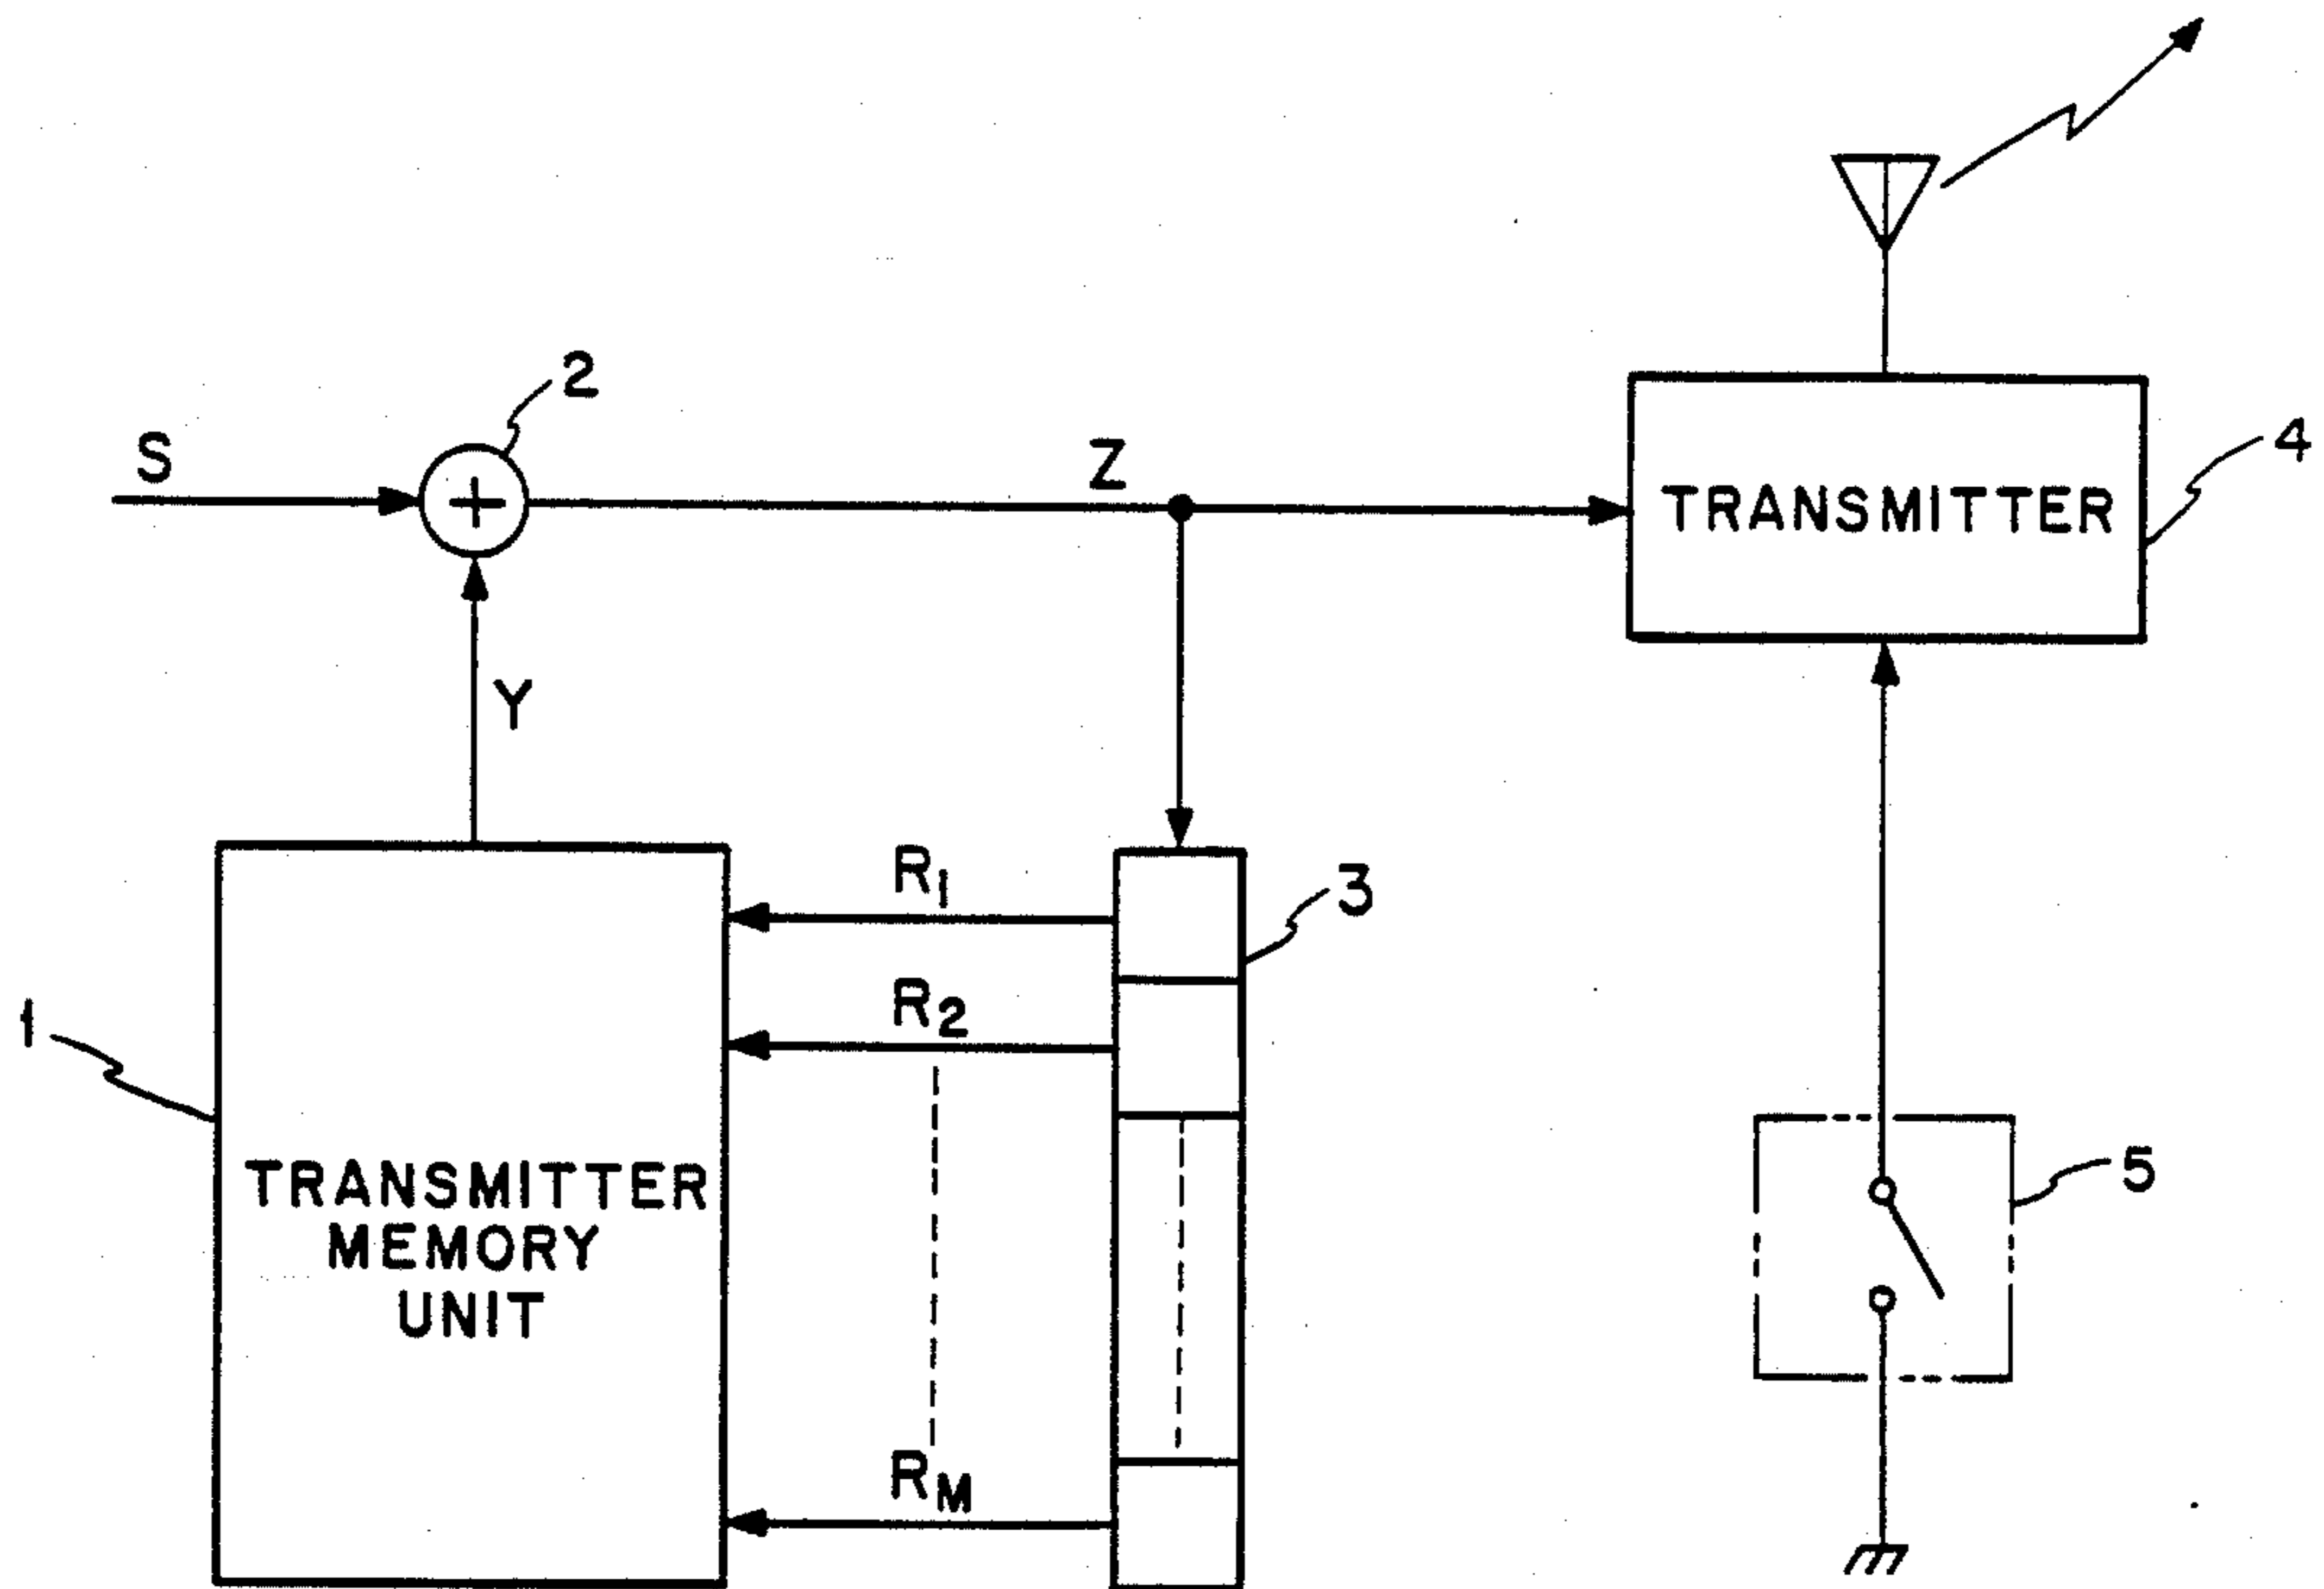 2
S
+
Z
TRANSMITTER
4
Y
R1
3
R2
1
TRANSMITTER
MEMORY
UNIT
5
RM